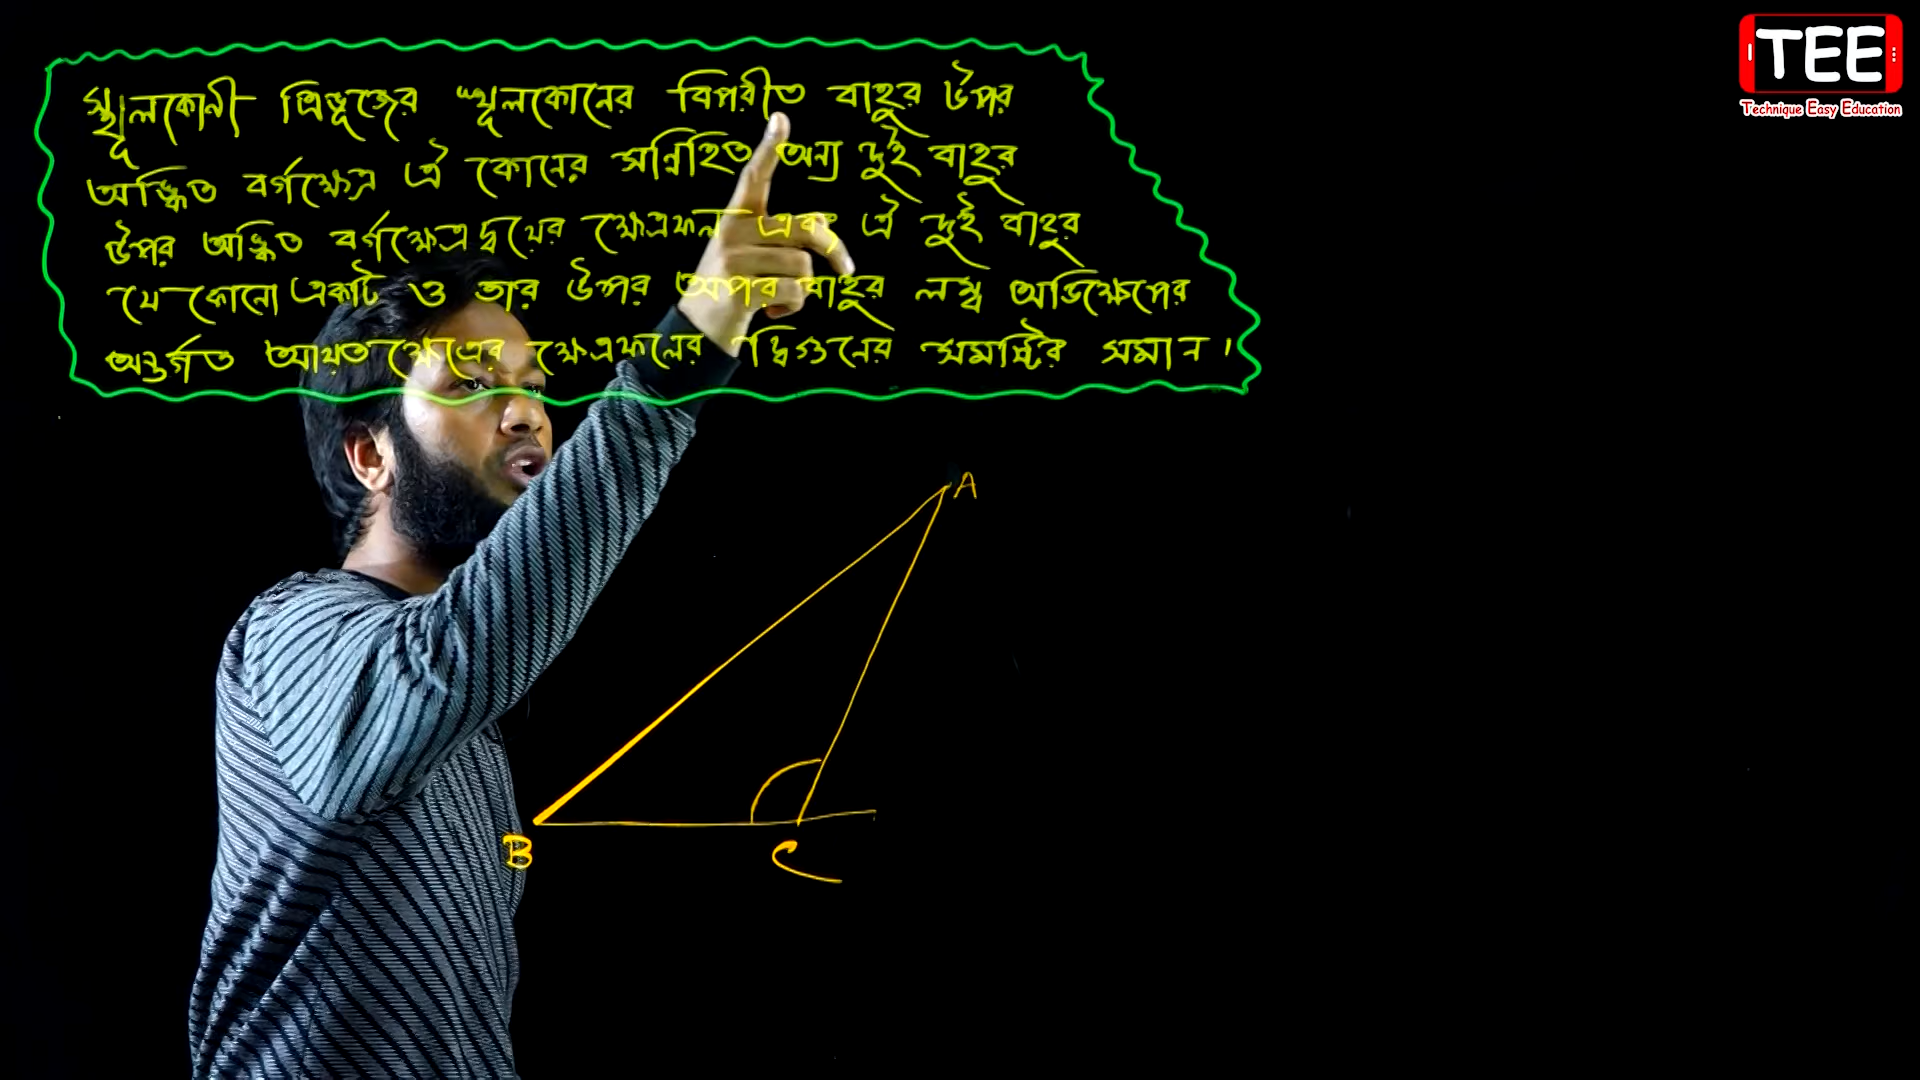 স্থূলকোনী ত্রিভূজের স্থূলকোনের বিপরীত বাহুর উপর
অঙ্কিত বর্গক্ষেত্র ঐ কোনের সন্নিহিত অন্য দুই বাহুর
উপর অঙ্কিত বর্গক্ষেত্রদ্বয়ের ক্ষেত্রফল এবং ঐ দুই বাহুর
যে কোনো একটি ও তার উপর অপর বাহুর লম্ব অভিক্ষেপের
অন্তর্গত আয়তক্ষেত্রের ক্ষেত্রফলের দ্বিগুনের সমষ্টির সমান।
A
B
C
TEE
Technique Easy Education